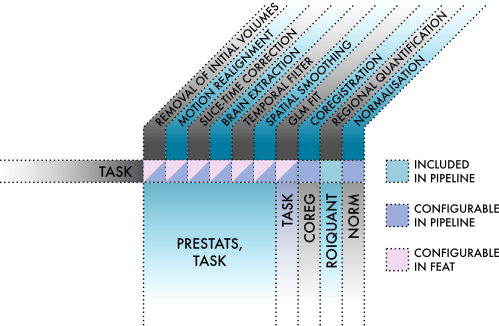 REMOVAL OF INITIAL VOLUMES
MOTION REALIGNMENT
SLICE-TIME CORRECTION
BRAIN EXTRACTION
TEMPORAL FILTER
SPATIAL SMOOTHING
GLM FIT
COREGISTRATION
REGIONAL QUANTIFICATION
NORMALISATION
TASK
PRESTATS,
TASK
TASK
COREG
ROIQUANT
NORM
INCLUDED
IN PIPELINE
CONFIGURABLE
IN PIPELINE
CONFIGURABLE
IN FEAT